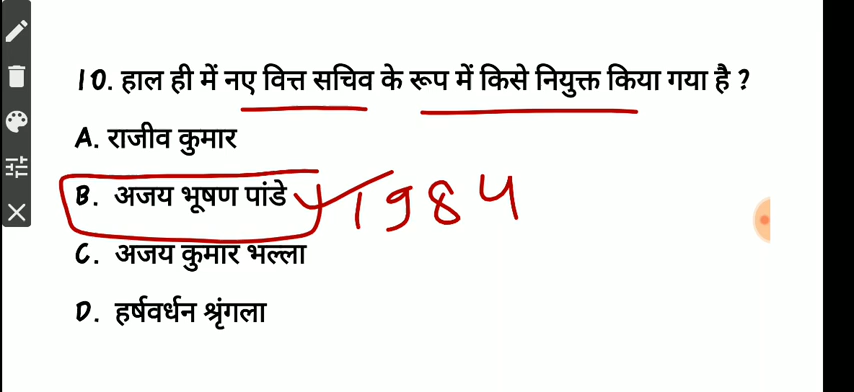 10. हाल ही में नए वित्त सचिव के रूप में किसे नियुक्त किया गया है ?
A. राजीव कुमार
B. अजय भूषण पांडे 1984
C. अजय कुमार भल्ला
D. हर्षवर्धन श्रृंगला